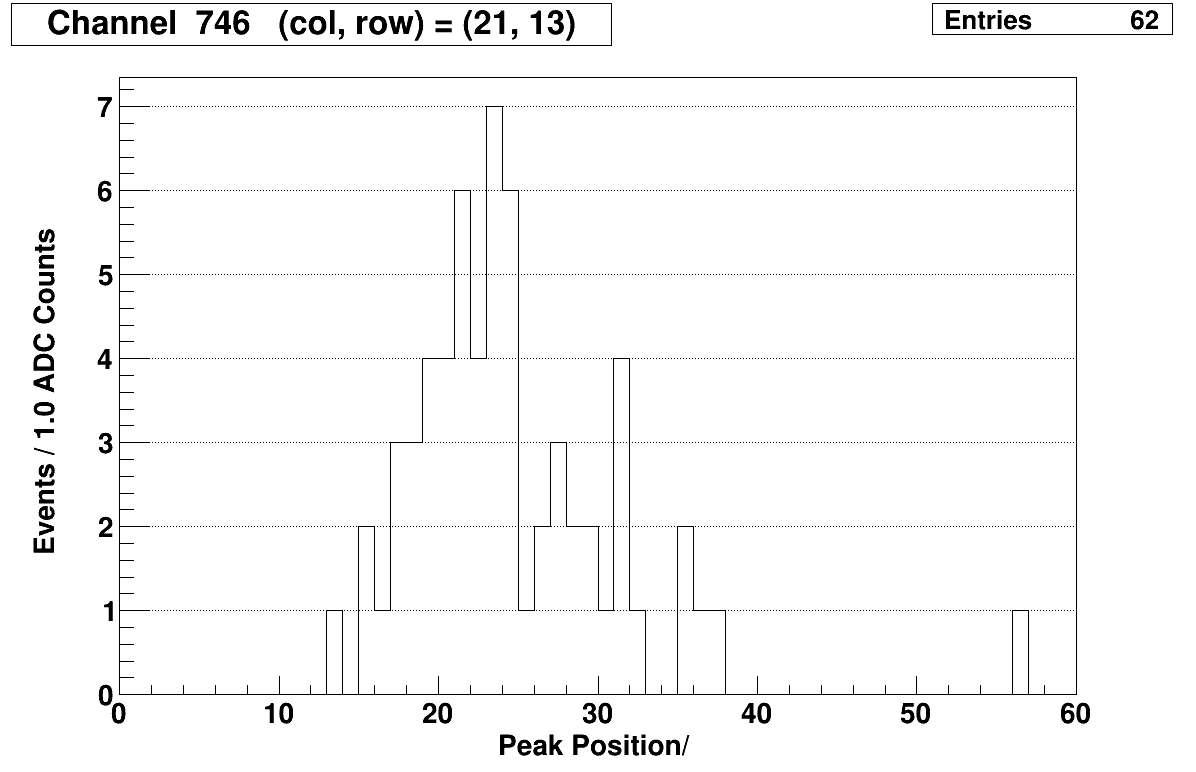 Channel 746 (col, row) = (21, 13)
Entries 62
7
6
5
4
3
2
1
0
Events / 1.0 ADC Counts
0 10 20 30 40 50 60
Peak Position/